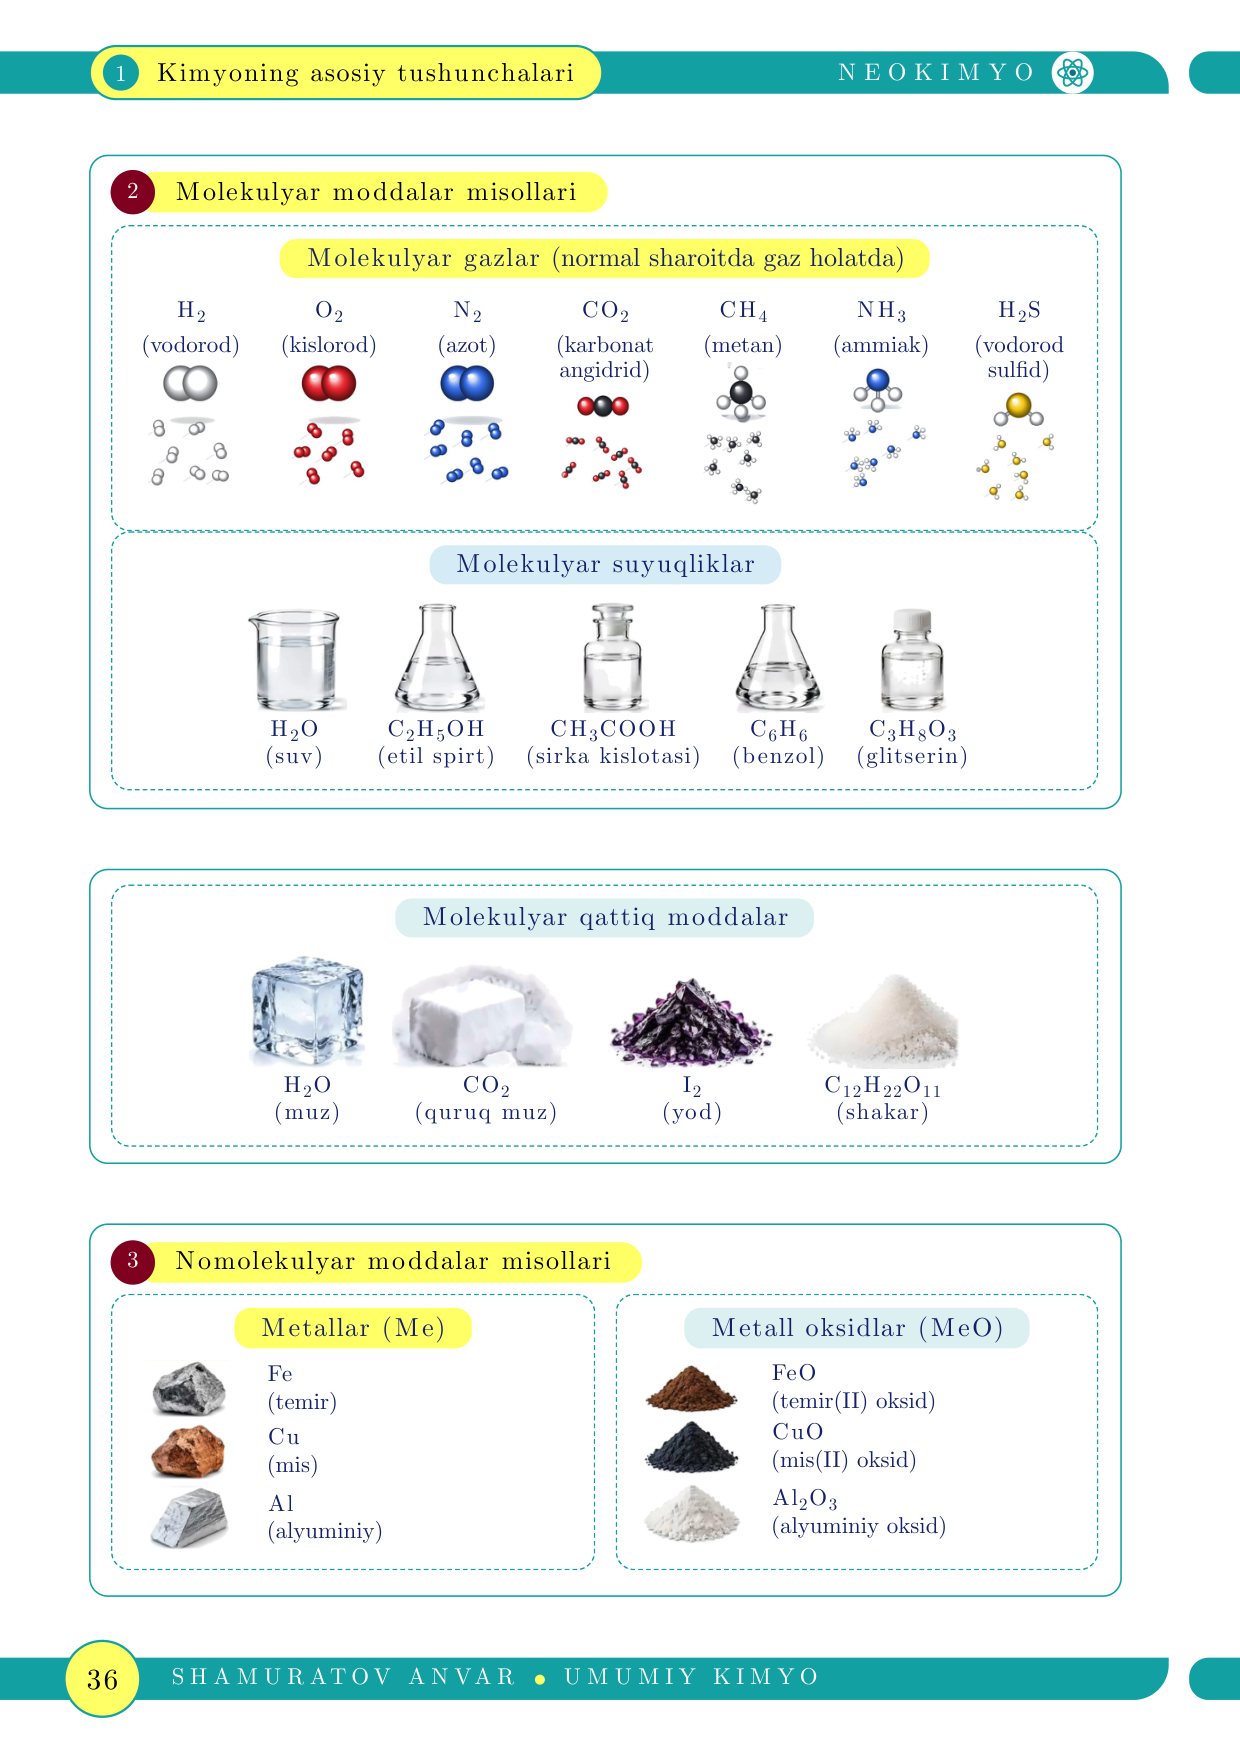 1 Kimyoning asosiy tushunchalari
NEOKIMYO
2 Molekulyar moddalar misollari
Molekulyar gazlar (normal sharoitda gaz holatda)
H₂ O₂ N₂ CO₂ CH₄ NH₃ H₂S
(vodorod) (kislorod) (azot) (karbonat (metan) (ammiak) (vodorod
angidrid) sulfid)
Molekulyar suyuqliklar
H₂O C₂H₅OH CH₃COOH C₆H₆ C₃H₈O₃
(suv) (etil spirt) (sirka kislotasi) (benzol) (glitserin)
Molekulyar qattiq moddalar
H₂O CO₂ I₂ C₁₂H₂₂O₁₁
(muz) (quruq muz) (yod) (shakar)
3 Nomolekulyar moddalar misollari
Metallar (Me)
Fe
(temir)
Cu
(mis)
Al
(alyuminiy)
Metall oksidlar (MeO)
FeO
(temir(II) oksid)
CuO
(mis(II) oksid)
Al₂O₃
(alyuminiy oksid)
36 SHAMURATOV ANVAR • UMUMIY KIMYO